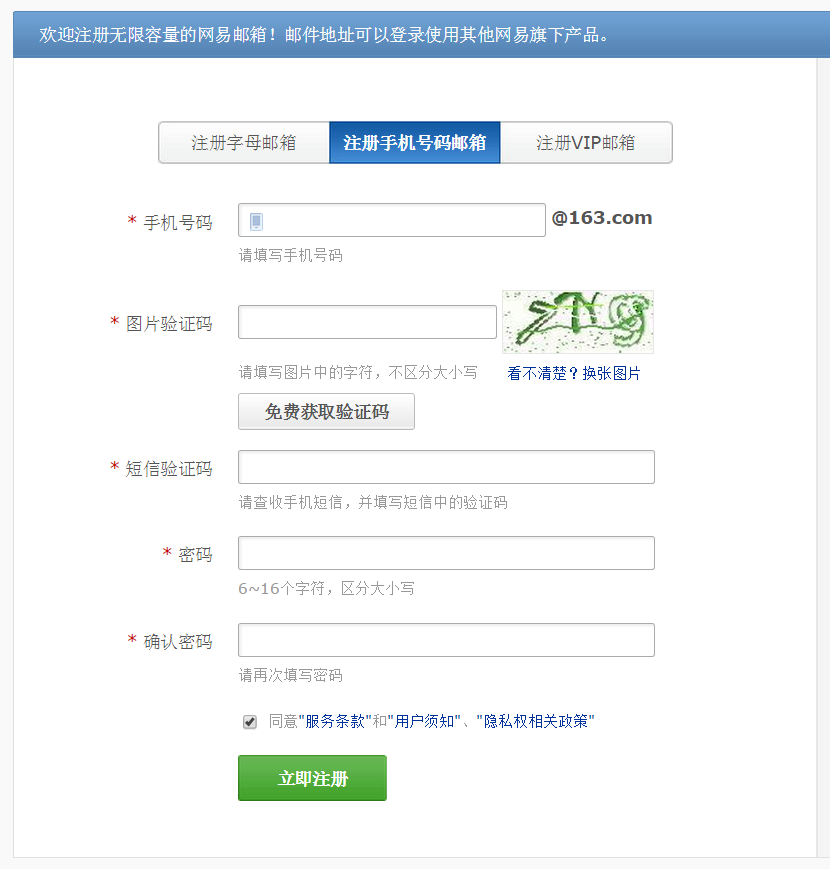 欢迎注册无限容量的网易邮箱！邮件地址可以登录使用其他网易旗下产品。
注册字母邮箱 注册手机号码邮箱 注册VIP邮箱
* 手机号码 @163.com
请填写手机号码
* 图片验证码
请填写图片中的字符，不区分大小写 看不清楚？换张图片
免费获取验证码
* 短信验证码
请查收手机短信，并填写短信中的验证码
* 密码
6~16个字符，区分大小写
* 确认密码
请再次填写密码
同意"服务条款"和"用户须知"、"隐私权相关政策"
立即注册